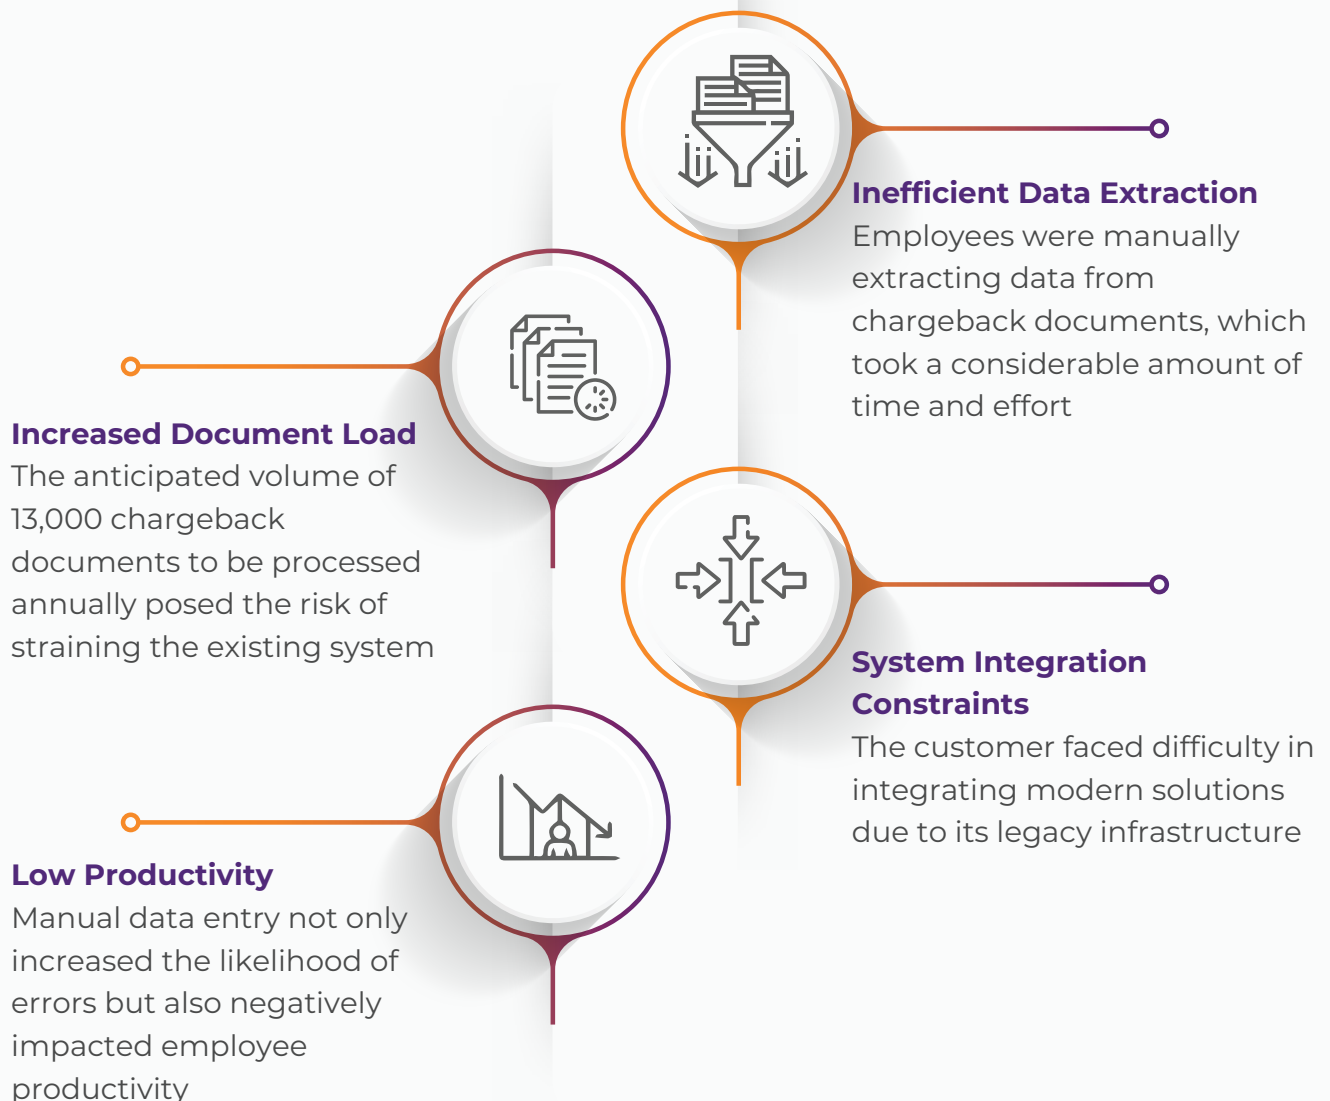 Inefficient Data Extraction
Employees were manually
extracting data from
chargeback documents, which
took a considerable amount of
time and effort
Increased Document Load
The anticipated volume of
13,000 chargeback
documents to be processed
annually posed the risk of
straining the existing system
System Integration
Constraints
The customer faced difficulty in
integrating modern solutions
due to its legacy infrastructure
Low Productivity
Manual data entry not only
increased the likelihood of
errors but also negatively
impacted employee
productivity